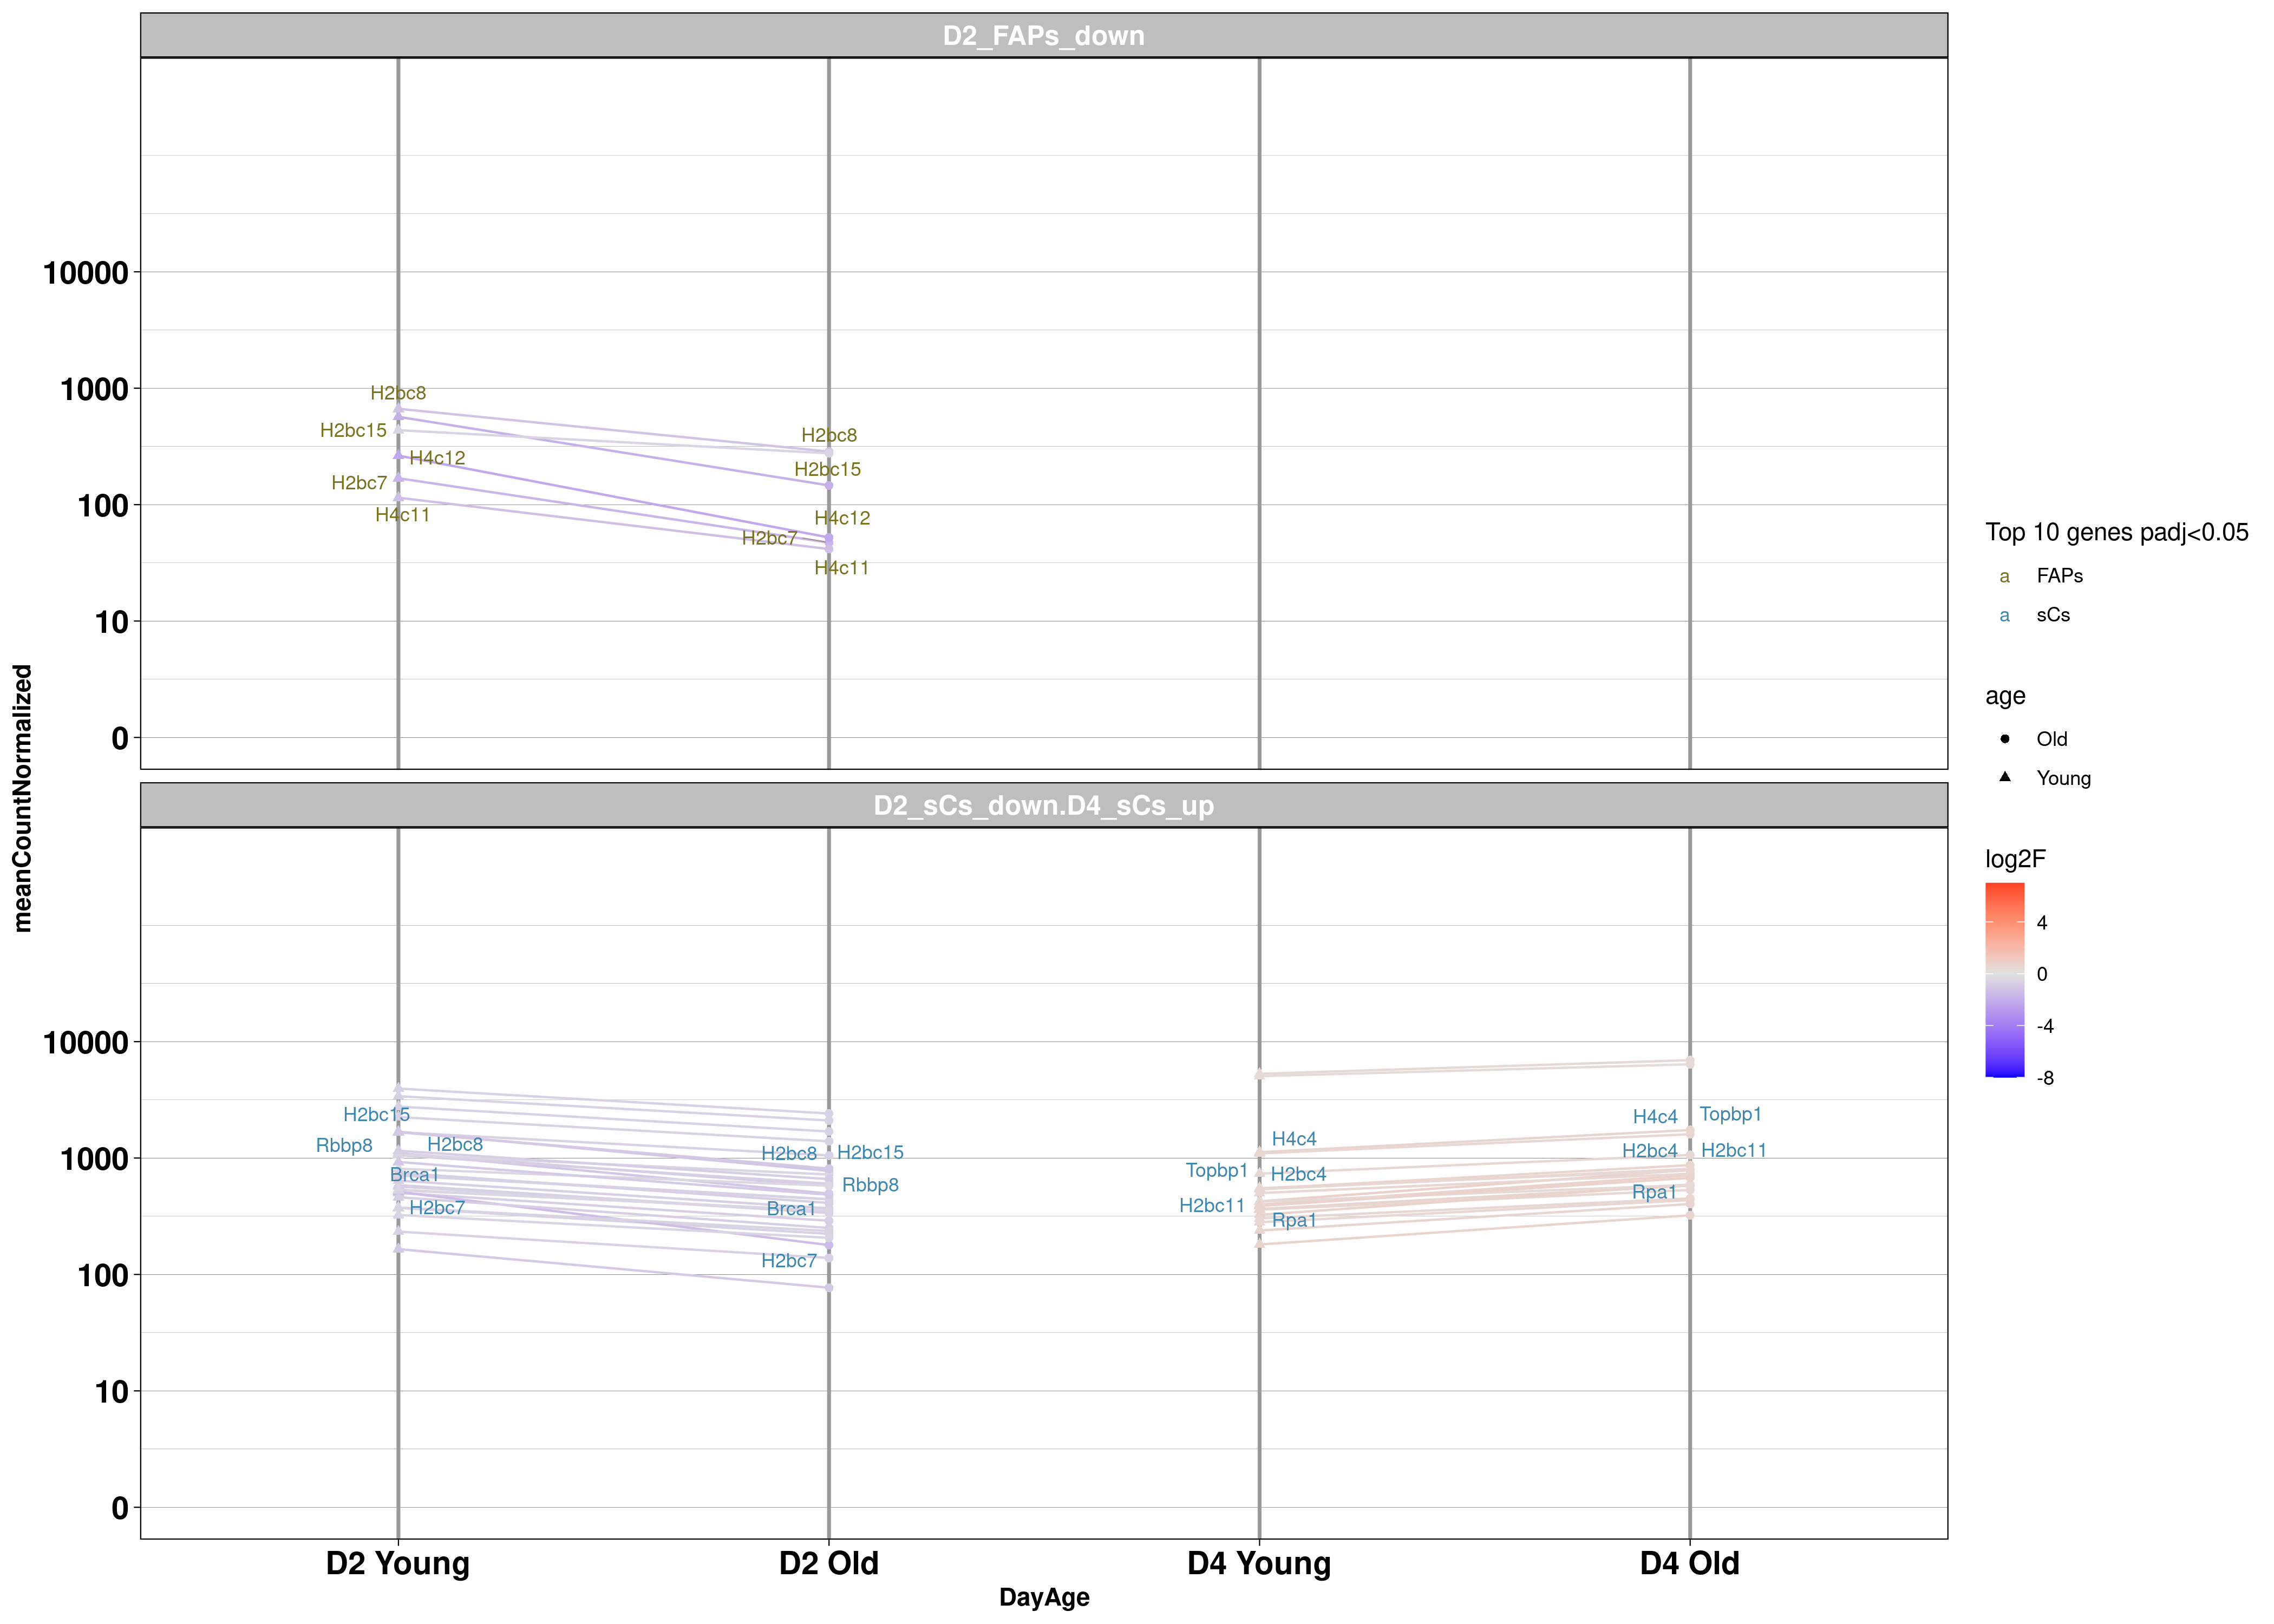 D2_FAPs_down
10000
1000
100
10
0
H2bc8
H2bc15
H4c12
H2bc7
H4c11
H2bc8
H2bc15
H4c12
H2bc7
H4c11
meanCountNormalized
D2_sCs_down.D4_sCs_up
10000
1000
100
10
0
H2bc15
Rbbp8
H2bc8
Brca1
H2bc7
H2bc8
H2bc15
Rbbp8
Brca1
H2bc7
H4c4
Topbp1
H2bc4
H2bc11
Rpa1
H4c4
Topbp1
H2bc4
H2bc11
Rpa1
D2 Young
D2 Old
D4 Young
D4 Old
DayAge
Top 10 genes padj<0.05
a FAPs
a sCs
age
Old
Young
log2F
4
0
-4
-8